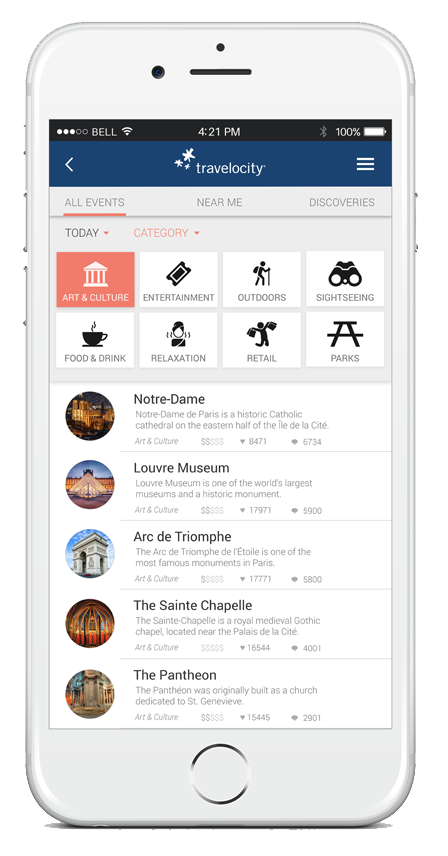 BELL 4:21 PM 100%
travelocity
ALL EVENTS NEAR ME DISCOVERIES
TODAY CATEGORY
ART & CULTURE ENTERTAINMENT OUTDOORS SIGHTSEEING
FOOD & DRINK RELAXATION RETAIL PARKS
Notre-Dame
Notre-Dame de Paris is a historic Catholic
cathedral on the eastern half of the Île de la Cité.
Art & Culture $$$$$ 8471 6734
Louvre Museum
Louvre Museum is one of the world's largest
museums and a historic monument.
Art & Culture $$$$$ 17971 5900
Arc de Triomphe
The Arc de Triomphe de l'Étoile is one of the
most famous monuments in Paris.
Art & Culture $$$$$ 17771 5800
The Sainte Chapelle
The Sainte-Chapelle is a royal medieval Gothic
chapel, located near the Palais de la Cité.
Art & Culture $$$$$ 16544 4001
The Pantheon
The Panthéon was originally built as a church
dedicated to St. Genevieve.
Art & Culture $$$$$ 15445 2901